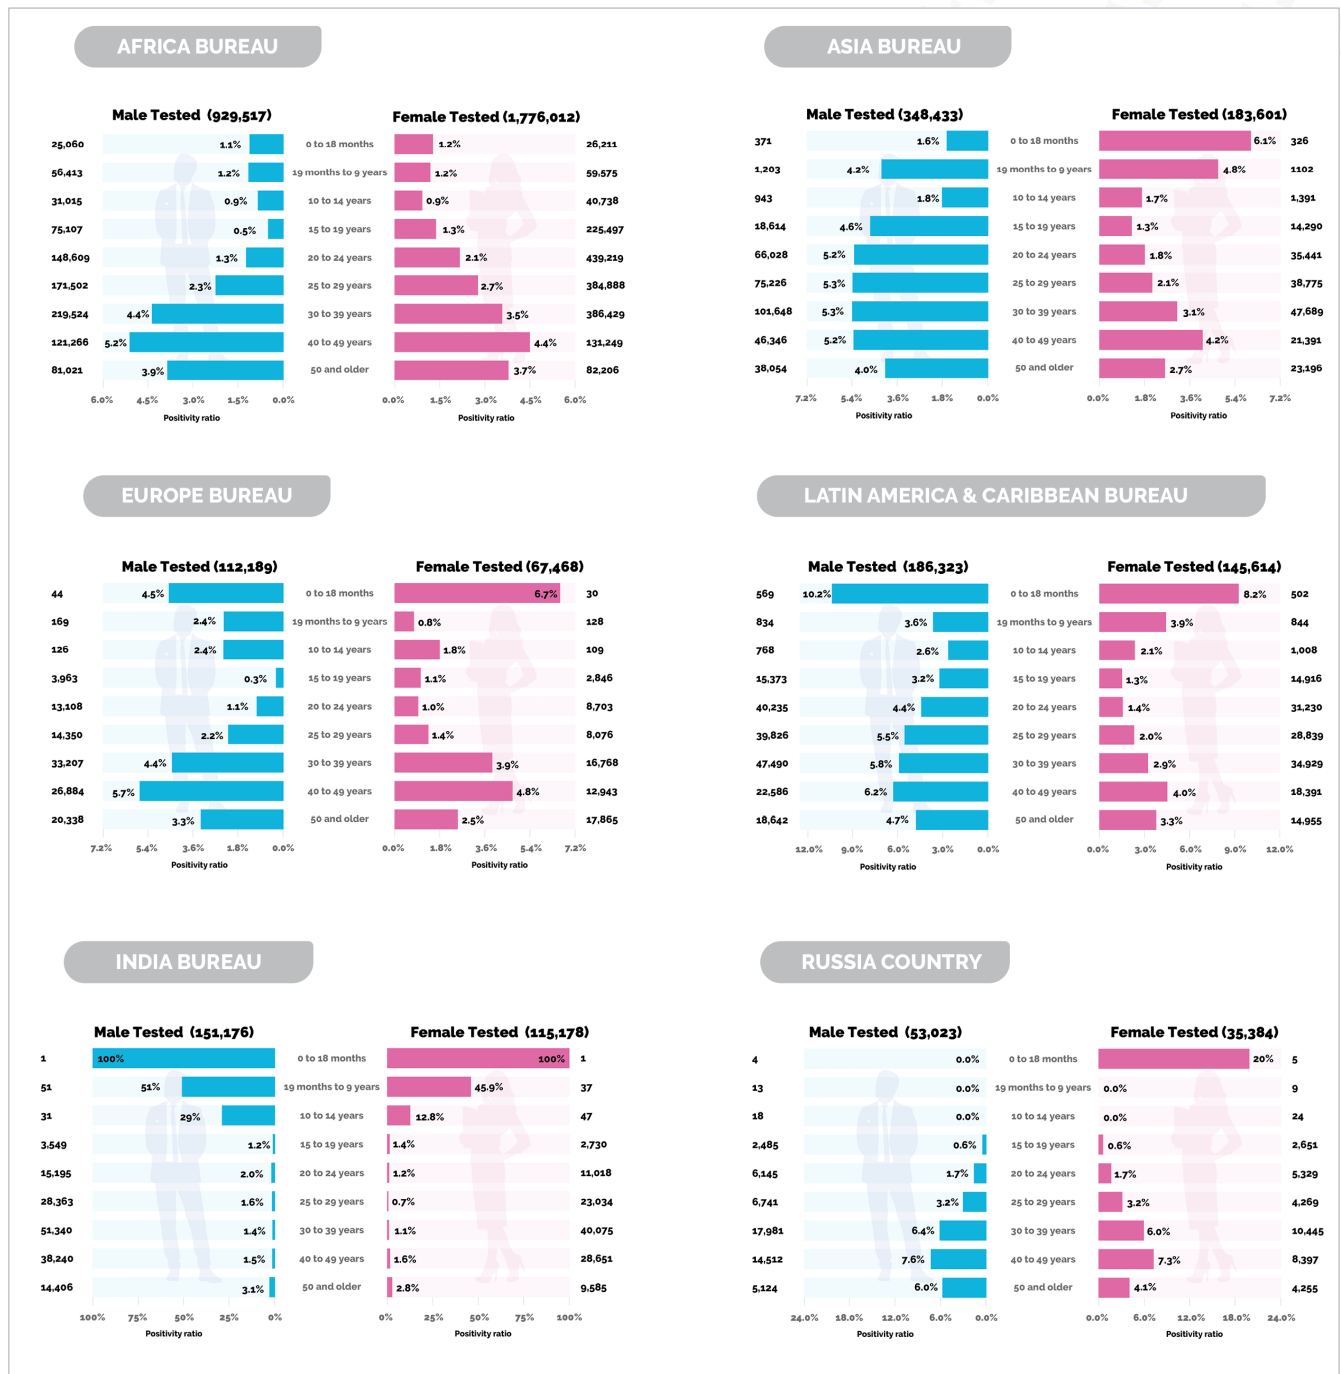 AFRICA BUREAU
Male Tested (929,517)
Female Tested (1,776,012)
25,060 1.1% 0 to 18 months 1.2% 26,211
56,413 1.2% 19 months to 9 years 1.2% 59,575
31,015 0.9% 10 to 14 years 0.9% 40,738
75,107 0.5% 15 to 19 years 1.3% 225,497
148,609 1.3% 20 to 24 years 2.1% 439,219
171,502 2.3% 25 to 29 years 2.7% 384,888
219,524 4.4% 30 to 39 years 3.5% 386,429
121,266 5.2% 40 to 49 years 4.4% 131,249
81,021 3.9% 50 and older 3.7% 82,206
6.0% 4.5% 3.0% 1.5% 0.0% 0.0% 1.5% 3.0% 4.5% 6.0%
Positivity ratio Positivity ratio
ASIA BUREAU
Male Tested (348,433)
Female Tested (183,601)
371 1.6% 0 to 18 months 6.1% 326
1,203 4.2% 19 months to 9 years 4.8% 1102
943 1.8% 10 to 14 years 1.7% 1,391
18,614 4.6% 15 to 19 years 1.3% 14,290
66,028 5.2% 20 to 24 years 1.8% 35,441
75,226 5.3% 25 to 29 years 2.1% 38,775
101,648 5.3% 30 to 39 years 3.1% 47,689
46,346 5.2% 40 to 49 years 4.2% 21,391
38,054 4.0% 50 and older 2.7% 23,196
7.2% 5.4% 3.6% 1.8% 0.0% 0.0% 1.8% 3.6% 5.4% 7.2%
Positivity ratio Positivity ratio
EUROPE BUREAU
Male Tested (112,189)
Female Tested (67,468)
44 4.5% 0 to 18 months 6.7% 30
169 2.4% 19 months to 9 years 0.8% 128
126 2.4% 10 to 14 years 1.8% 109
3,963 0.3% 15 to 19 years 1.1% 2,846
13,108 1.1% 20 to 24 years 1.0% 8,703
14,350 2.2% 25 to 29 years 1.4% 8,076
33,207 4.4% 30 to 39 years 3.9% 16,768
26,884 5.7% 40 to 49 years 4.8% 12,943
20,338 3.3% 50 and older 2.5% 17,865
7.2% 5.4% 3.6% 1.8% 0.0% 0.0% 1.8% 3.6% 5.4% 7.2%
Positivity ratio Positivity ratio
LATIN AMERICA & CARIBBEAN BUREAU
Male Tested (186,323)
Female Tested (145,614)
569 10.2% 0 to 18 months 8.2% 502
834 3.6% 19 months to 9 years 3.9% 844
768 2.6% 10 to 14 years 2.1% 1,008
15,373 3.2% 15 to 19 years 1.3% 14,916
40,235 4.4% 20 to 24 years 1.4% 31,230
39,826 5.5% 25 to 29 years 2.0% 28,839
47,490 5.8% 30 to 39 years 2.9% 34,929
22,586 6.2% 40 to 49 years 4.0% 18,391
18,642 4.7% 50 and older 3.3% 14,955
12.0% 9.0% 6.0% 3.0% 0.0% 0.0% 3.0% 6.0% 9.0% 12.0%
Positivity ratio Positivity ratio
INDIA BUREAU
Male Tested (151,176)
Female Tested (115,178)
1 100% 0 to 18 months 100% 1
51 51% 19 months to 9 years 45.9% 37
31 29% 10 to 14 years 12.8% 47
3,549 1.2% 15 to 19 years 1.4% 2,730
15,195 2.0% 20 to 24 years 1.2% 11,018
28,363 1.6% 25 to 29 years 0.7% 23,034
51,340 1.4% 30 to 39 years 1.1% 40,075
38,240 1.5% 40 to 49 years 1.6% 28,651
14,406 3.1% 50 and older 2.8% 9,585
100% 75% 50% 25% 0% 0% 25% 50% 75% 100%
Positivity ratio Positivity ratio
RUSSIA COUNTRY
Male Tested (53,023)
Female Tested (35,384)
4 0.0% 0 to 18 months 20% 5
13 0.0% 19 months to 9 years 0.0% 9
18 0.0% 10 to 14 years 0.0% 24
2,485 0.6% 15 to 19 years 0.6% 2,651
6,145 1.7% 20 to 24 years 1.7% 5,329
6,741 3.2% 25 to 29 years 3.2% 4,269
17,981 6.4% 30 to 39 years 6.0% 10,445
14,512 7.6% 40 to 49 years 7.3% 8,397
5,124 6.0% 50 and older 4.1% 4,255
24.0% 18.0% 12.0% 6.0% 0.0% 0.0% 6.0% 12.0% 18.0% 24.0%
Positivity ratio Positivity ratio